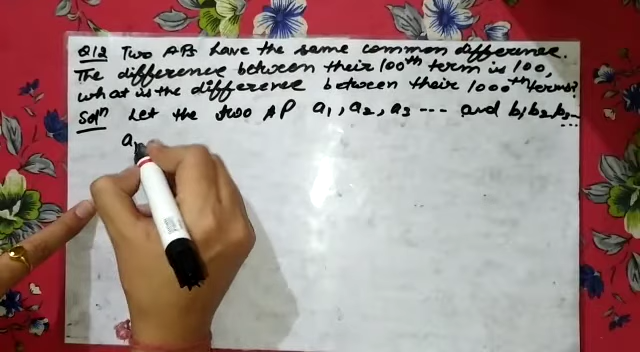 Q12 Two APs have the same common difference.
The difference between their 100th term is 100,
what is the difference between their 1000th terms?
Soln Let the two AP a1, a2, a3 --- and b1 b2 b3 ---
a